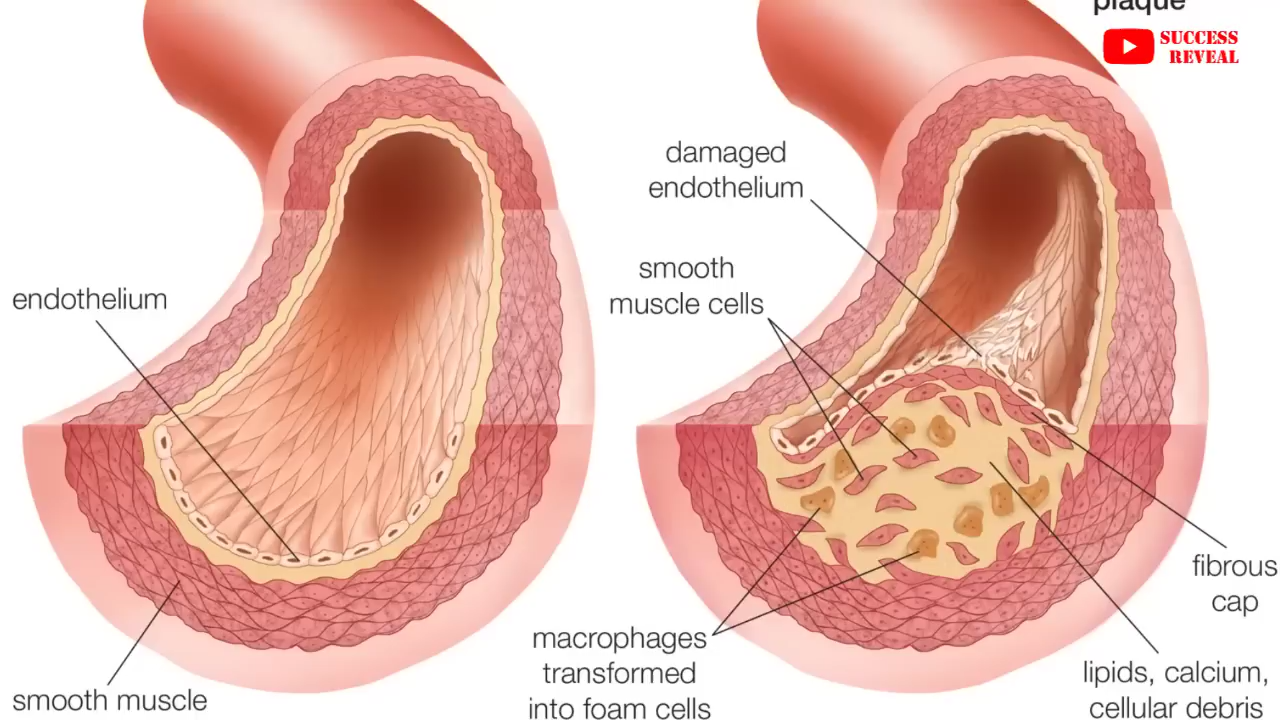 plaque
SUCCESS
REVEAL
damaged
endothelium
smooth
muscle cells
endothelium
fibrous
cap
macrophages
transformed
into foam cells
lipids, calcium,
cellular debris
smooth muscle